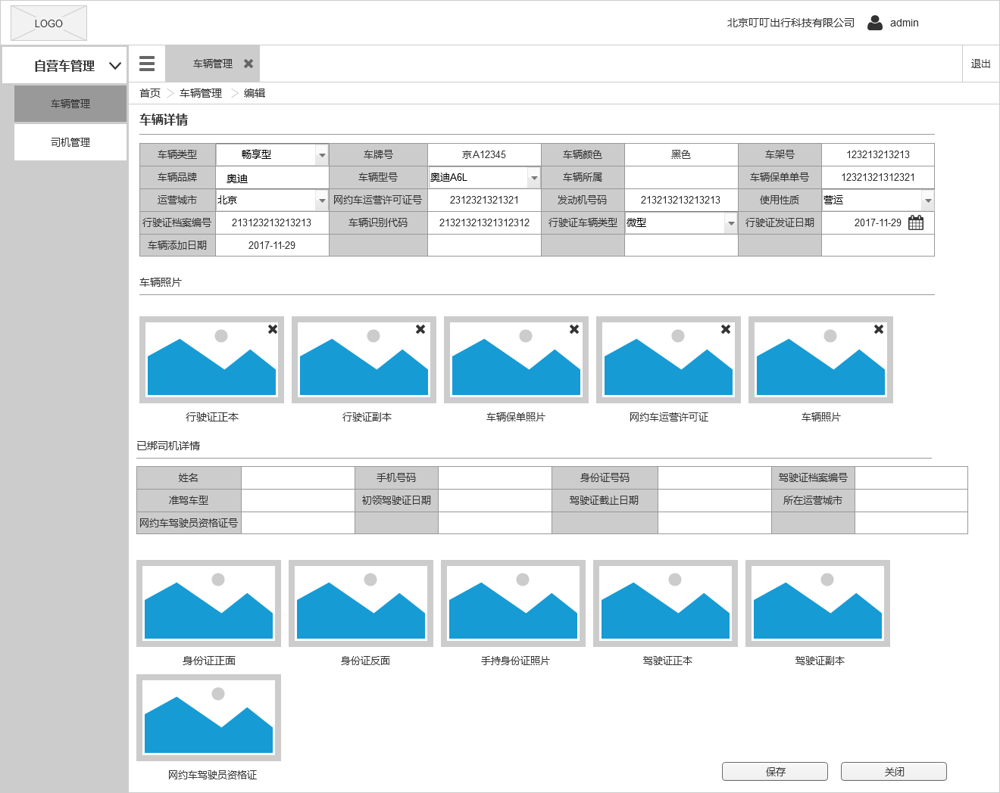 LOGO
北京叮叮出行科技有限公司 admin
自营车管理
车辆管理 退出
车辆管理
司机管理
首页 车辆管理 编辑
车辆详情
车辆类型 畅享型 车牌号 京A12345 车辆颜色 黑色 车架号 123213213213
车辆品牌 奥迪 车辆型号 奥迪A6L 车辆所属 车辆保单单号 12321321312321
运营城市 北京 网约车运营许可证号 2312321321321 发动机号码 213213213213213 使用性质 营运
行驶证档案编号 213123213213213 车辆识别代码 21321321321312312 行驶证车辆类型 微型 行驶证发证日期 2017-11-29
车辆添加日期 2017-11-29
车辆照片
行驶证正本 行驶证副本 车辆保单照片 网约车运营许可证 车辆照片
已绑司机详情
姓名 手机号码 身份证号码 驾驶证档案编号
准驾车型 初领驾驶证日期 驾驶证截止日期 所在运营城市
网约车驾驶员资格证号
身份证正面 身份证反面 手持身份证照片 驾驶证正本 驾驶证副本
网约车驾驶员资格证
保存 关闭